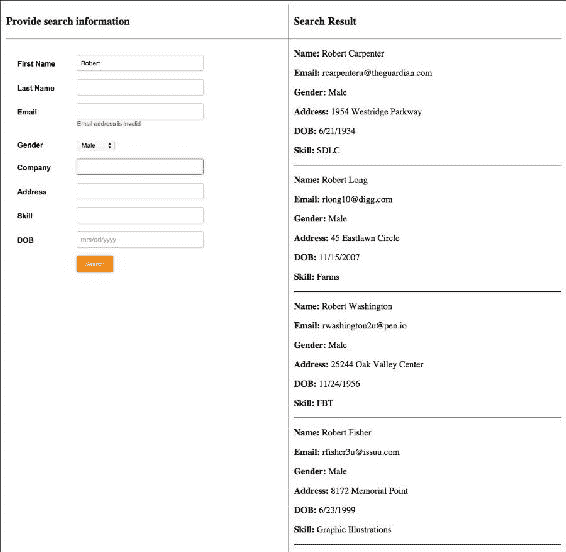 Provide search information
First Name
Robert
Last Name
Email
Email address is invalid
Gender
Male
Company
Address
Skill
DOB
mm/dd/yyyy
Search
Search Result
Name: Robert Carpenter
Email: rcarpentera@theguardian.com
Gender: Male
Address: 1954 Westridge Parkway
DOB: 6/21/1934
Skill: SDLC
Name: Robert Long
Email: rlong10@digg.com
Gender: Male
Address: 45 Eastlawn Circle
DOB: 11/15/2007
Skill: Farms
Name: Robert Washington
Email: rwashington2u@pen.io
Gender: Male
Address: 25244 Oak Valley Center
DOB: 11/24/1956
Skill: FBT
Name: Robert Fisher
Email: rfisher3u@issuu.com
Gender: Male
Address: 8172 Memorial Point
DOB: 6/23/1999
Skill: Graphic Illustrations